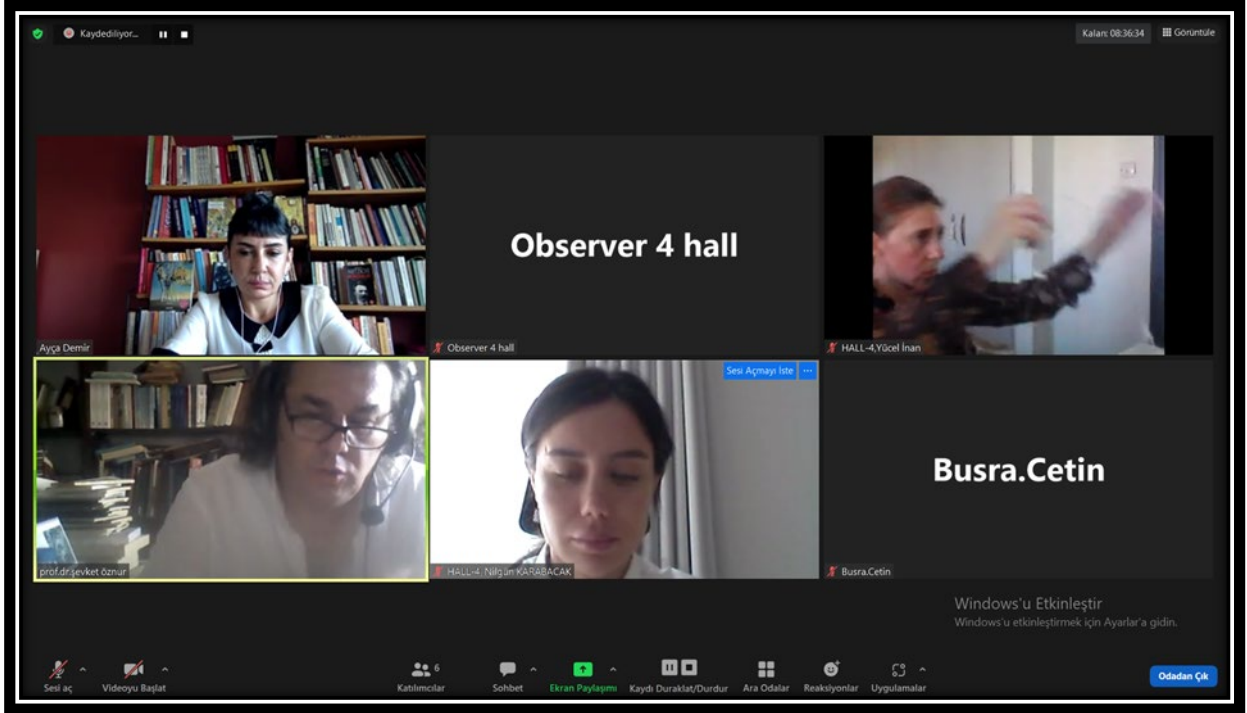 Kaydediliyor...
Kalan: 08:36:34
Görüntüle
Observer 4 hall
Ayça Demir
Observer 4 hall
HALL-4,Yücel İnan
Sesi Açmayı İste ...
Busra.Cetin
prof.dr.şevket öznur
HALL-4, Nilgün KARABACAK
Busra.Cetin
Windows'u Etkinleştir
Windows'u etkinleştirmek için Ayarlar'a gidin.
6
Sesi aç
Videoyu Başlat
Katılımcılar
Sohbet
Ekran Paylaşımı
Kaydı Duraklat/Durdur
Ara Odalar
Reaksiyonlar
Uygulamalar
Odadan Çık